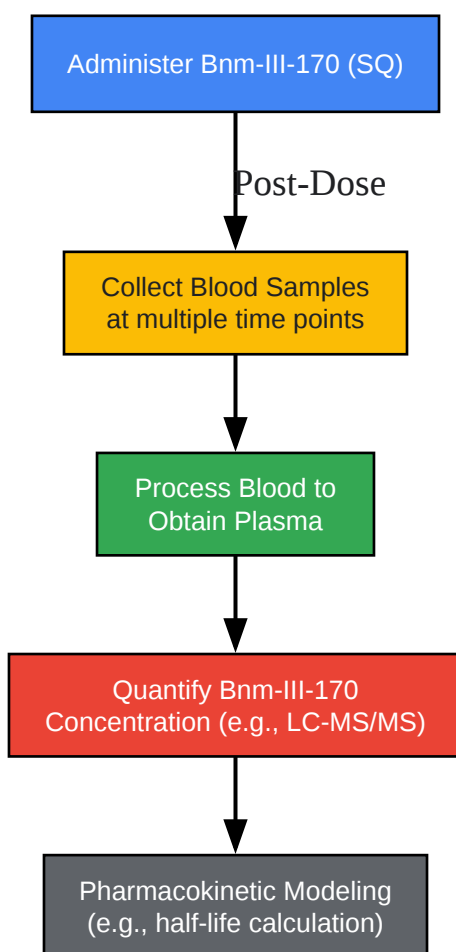 Administer Bnm-III-170 (SQ)
Post-Dose
Collect Blood Samples
at multiple time points
Process Blood to
Obtain Plasma
Quantify Bnm-III-170
Concentration (e.g., LC-MS/MS)
Pharmacokinetic Modeling
(e.g., half-life calculation)